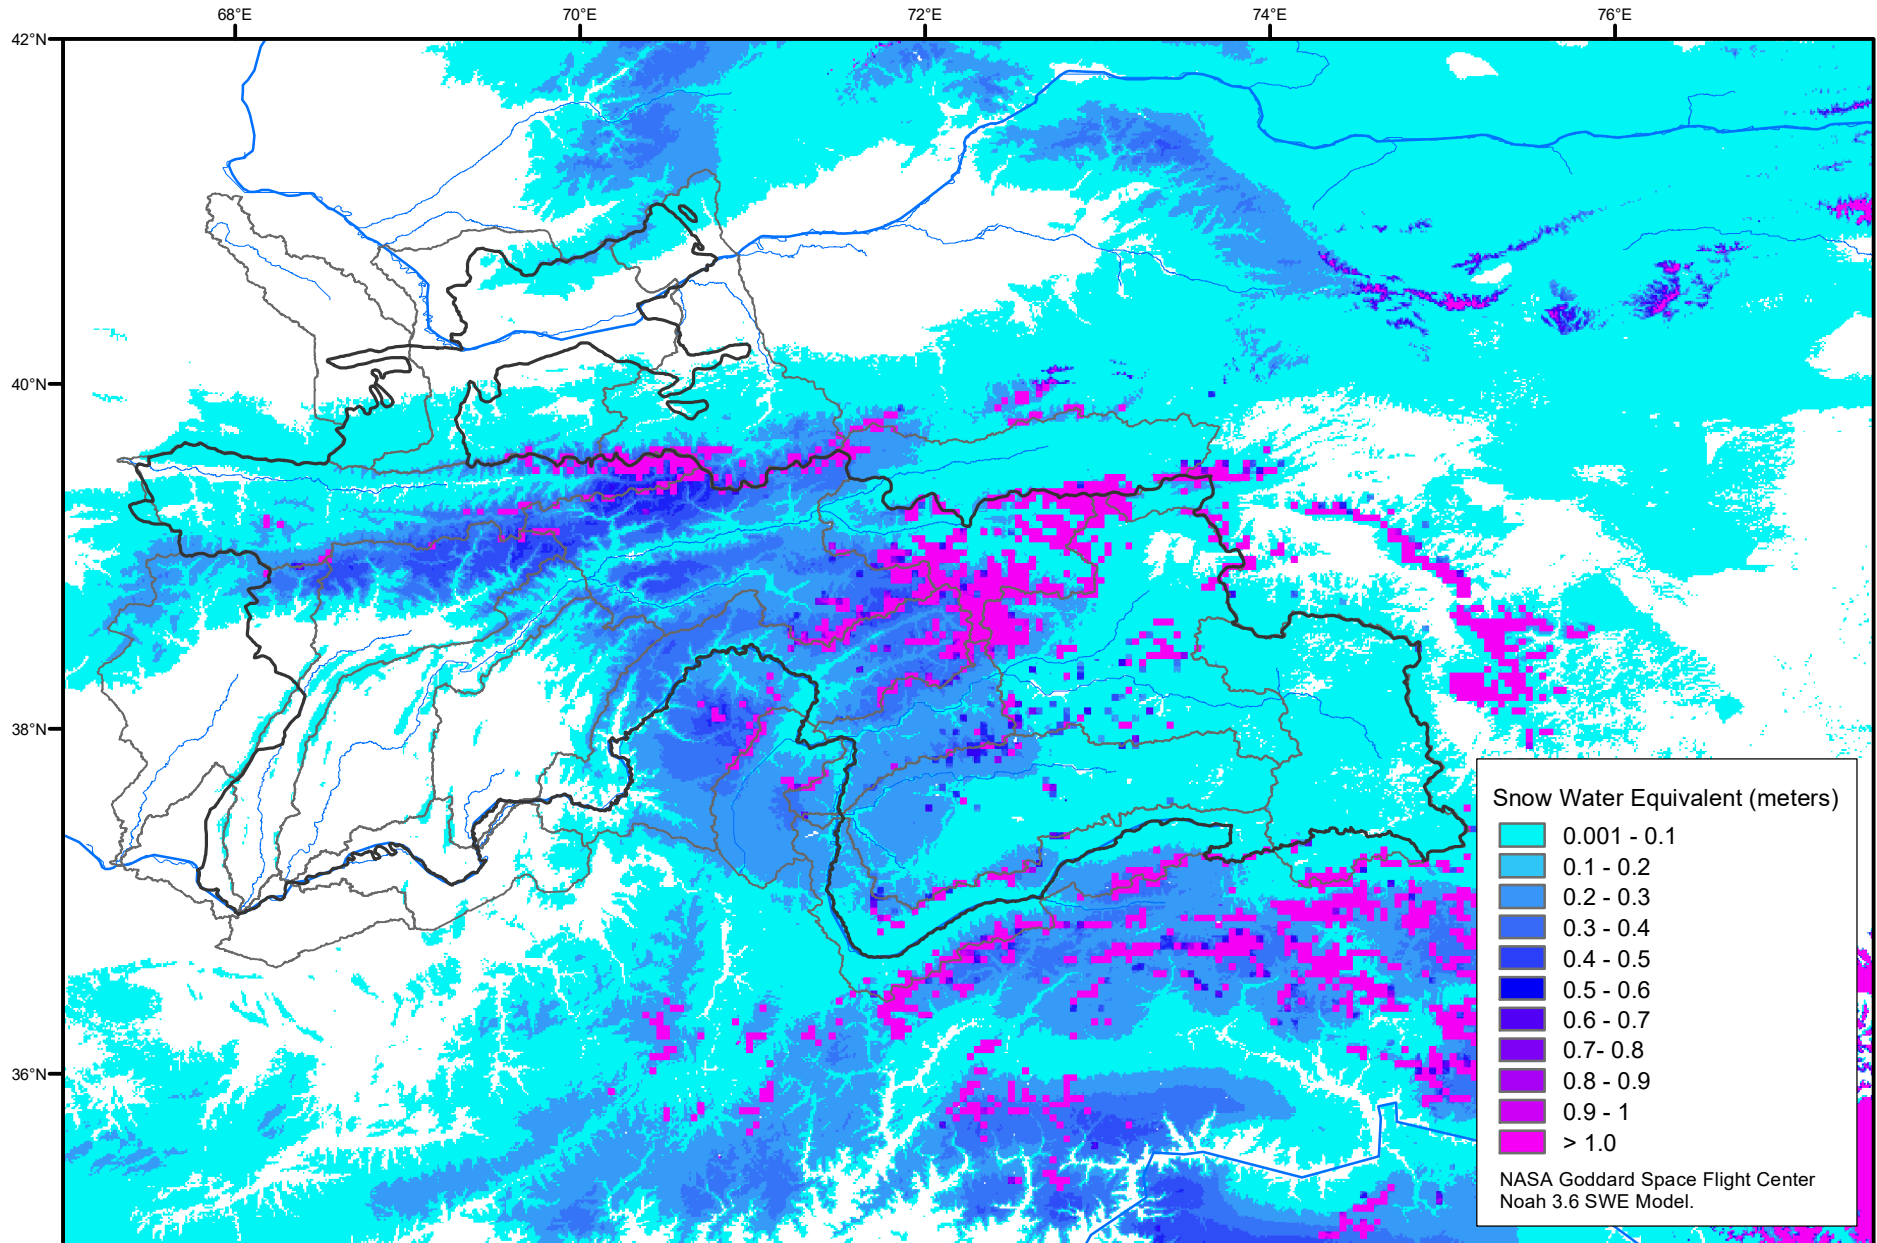 68°E 70°E 72°E 74°E 76°E
42°N
40°N
38°N
36°N
Snow Water Equivalent (meters)
0.001 - 0.1
0.1 - 0.2
0.2 - 0.3
0.3 - 0.4
0.4 - 0.5
0.5 - 0.6
0.6 - 0.7
0.7- 0.8
0.8 - 0.9
0.9 - 1
> 1.0
NASA Goddard Space Flight Center
Noah 3.6 SWE Model.